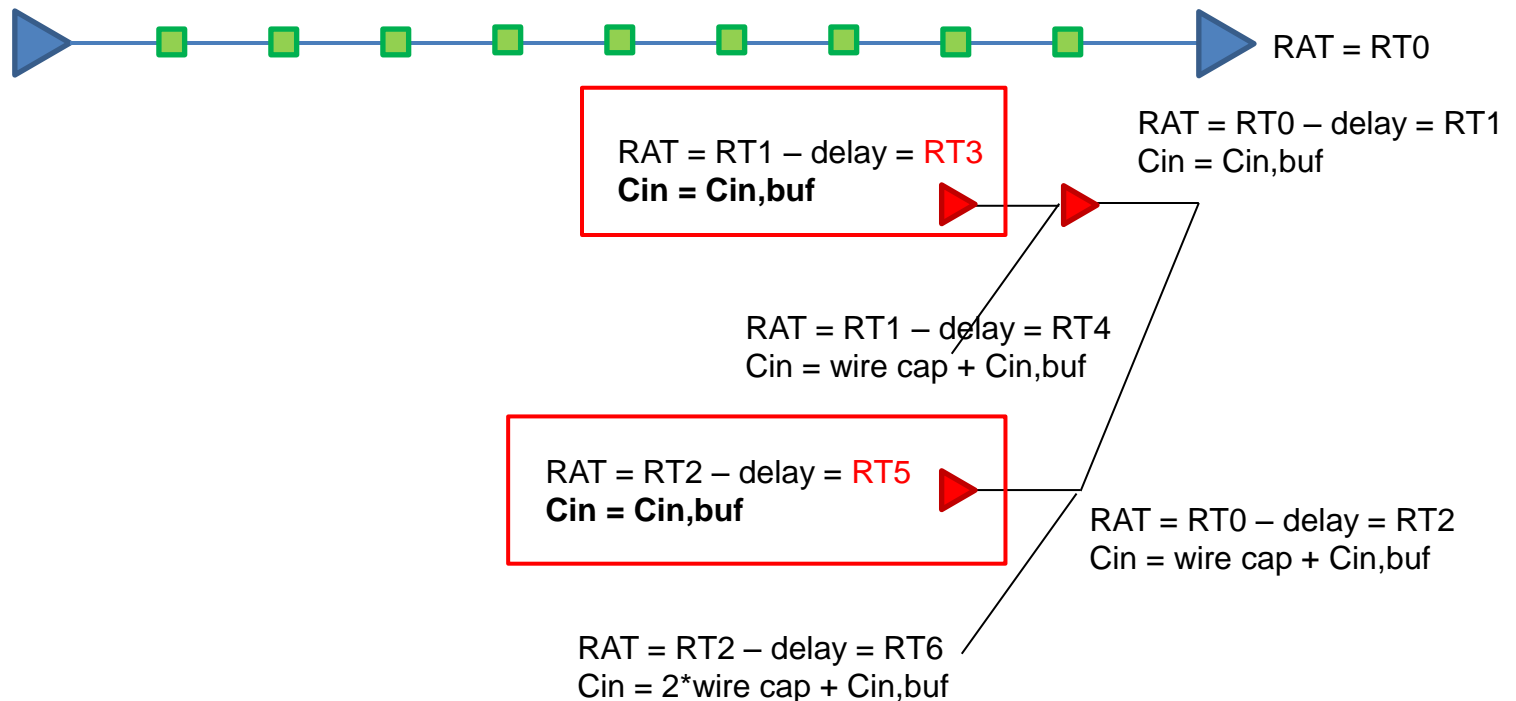 RAT = RT0
RAT = RT0 – delay = RT1
Cin = Cin,buf
RAT = RT1 – delay = RT3
Cin = Cin,buf
RAT = RT1 – delay = RT4
Cin = wire cap + Cin,buf
RAT = RT2 – delay = RT5
Cin = Cin,buf
RAT = RT0 – delay = RT2
Cin = wire cap + Cin,buf
RAT = RT2 – delay = RT6
Cin = 2*wire cap + Cin,buf